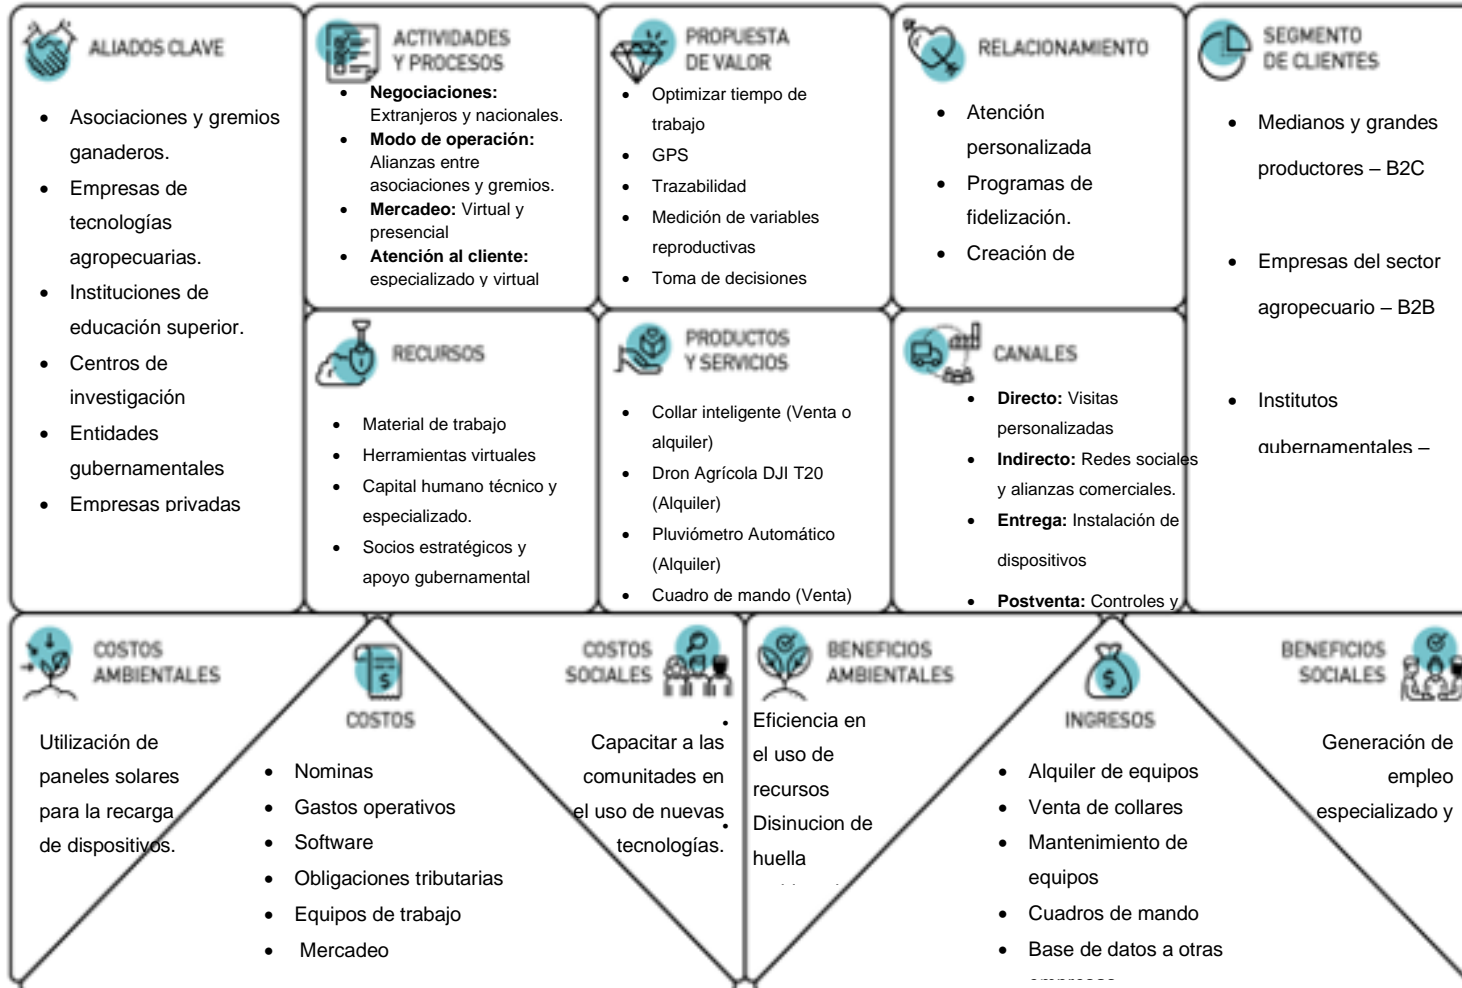 ALIADOS CLAVE
Asociaciones y gremios
ganaderos.
Empresas de
tecnologías
agropecuarias.
Instituciones de
educación superior.
Centros de
investigación
Entidades
gubernamentales
Empresas privadas
ACTIVIDADES
Y PROCESOS
Negociaciones:
Extranjeros y nacionales.
Modo de operación:
Alianzas entre
asociaciones y gremios.
Mercadeo: Virtual y
presencial
Atención al cliente:
especializado y virtual
RECURSOS
Material de trabajo
Herramientas virtuales
Capital humano técnico y
especializado.
Socios estratégicos y
apoyo gubernamental
PROPUESTA
DE VALOR
Optimizar tiempo de
trabajo
GPS
Trazabilidad
Medición de variables
reproductivas
Toma de decisiones
PRODUCTOS
Y SERVICIOS
Collar inteligente (Venta o
alquiler)
Dron Agrícola DJI T20
(Alquiler)
Pluviómetro Automático
(Alquiler)
Cuadro de mando (Venta)
RELACIONAMIENTO
Atención
personalizada
Programas de
fidelización.
Creación de
CANALES
Directo: Visitas
personalizadas
Indirecto: Redes sociales
y alianzas comerciales.
Entrega: Instalación de
dispositivos
Postventa: Controles y
SEGMENTO
DE CLIENTES
Medianos y grandes
productores – B2C
Empresas del sector
agropecuario – B2B
Institutos
gubernamentales –
COSTOS
AMBIENTALES
Utilización de
paneles solares
para la recarga
de dispositivos.
COSTOS
Nominas
Gastos operativos
Software
Obligaciones tributarias
Equipos de trabajo
Mercadeo
COSTOS
SOCIALES
Capacitar a las
comunidades en
el uso de nuevas
tecnologías.
BENEFICIOS
AMBIENTALES
Eficiencia en
el uso de
recursos
Disinucion de
huella
INGRESOS
Alquiler de equipos
Venta de collares
Mantenimiento de
equipos
Cuadros de mando
Base de datos a otras
BENEFICIOS
SOCIALES
Generación de
empleo
especializado y